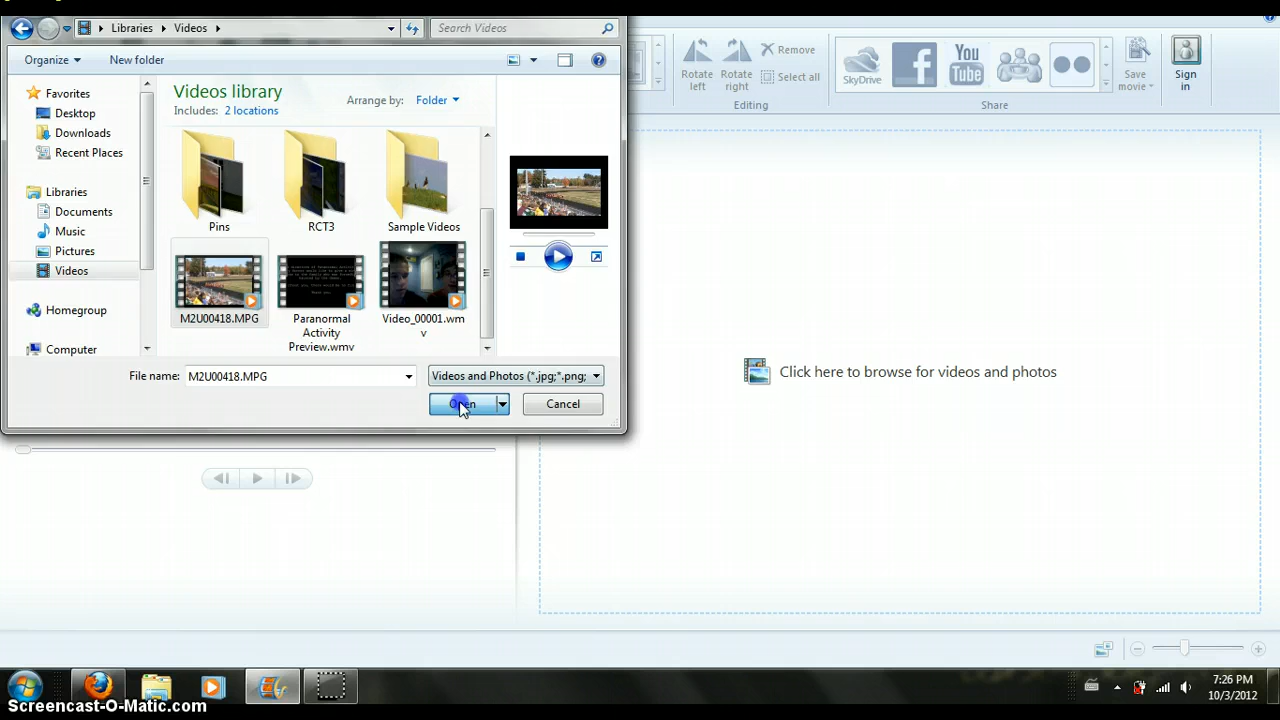 Libraries
Videos
Search Videos
Organize
New folder
Favorites
Desktop
Downloads
Recent Places
Libraries
Documents
Music
Pictures
Videos
Homegroup
Computer
Videos library
Includes: 2 locations
Arrange by: Folder
Pins
RCT3
Sample Videos
M2U00418.MPG
Paranormal
Activity
Preview.wmv
Video_00001.wm
v
File name: M2U00418.MPG
Videos and Photos (*.jpg;*.png;
Open
Cancel
Rotate
left
Rotate
right
Remove
Select all
Editing
SkyDrive
You
Tube
Share
Save
movie
Sign
in
Click here to browse for videos and photos
7:26 PM
10/3/2012
Screencast-O-Matic.com